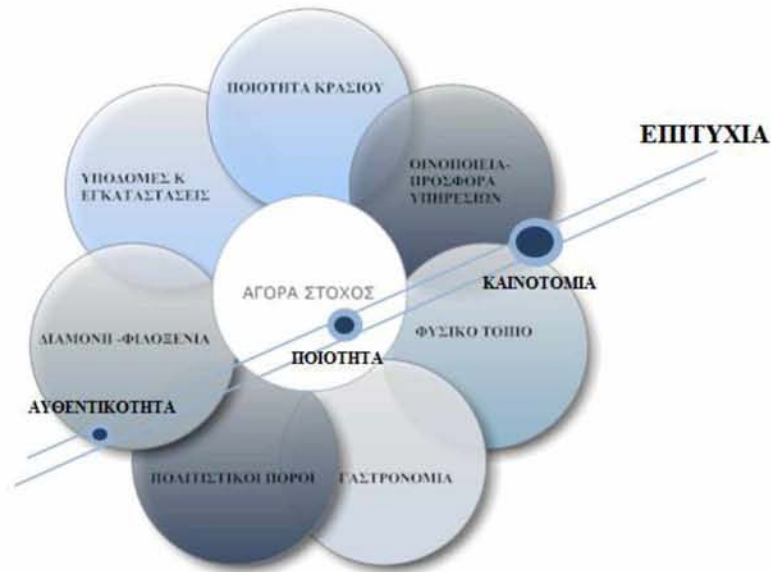 ΠΟΙΟΤΗΤΑ ΚΡΑΣΙΟΥ
ΕΠΙΤΥΧΙΑ
ΥΠΟΔΟΜΕΣ Κ
ΕΓΚΑΤΑΣΤΑΣΕΙΣ
ΟΙΝΟΠΟΙΕΙΑ-
ΠΡΟΣΦΟΡΑ
ΥΠΗΡΕΣΙΩΝ
ΑΓΟΡΑ ΣΤΟΧΟΣ
ΚΑΙΝΟΤΟΜΙΑ
ΔΙΑΜΟΝΗ -ΦΙΛΟΞΕΝΙΑ
ΠΟΙΟΤΗΤΑ
ΦΥΣΙΚΟ ΤΟΠΙΟ
ΑΥΘΕΝΤΙΚΟΤΗΤΑ
ΠΟΛΙΤΙΣΤΙΚΟΙ ΠΟΡΟΙ
ΓΑΣΤΡΟΝΟΜΙΑ